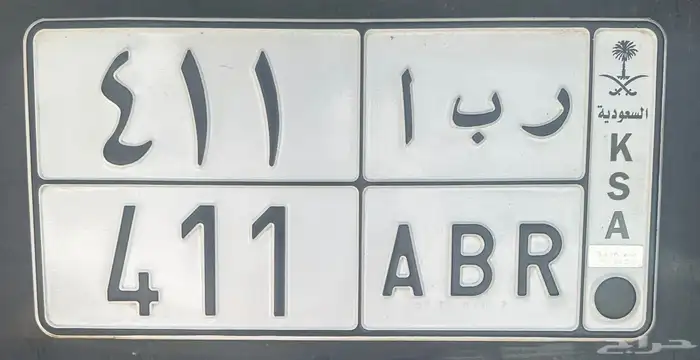 ٤١١
ر ب ا
411
ABR
السعودية
K
S
A
حراج